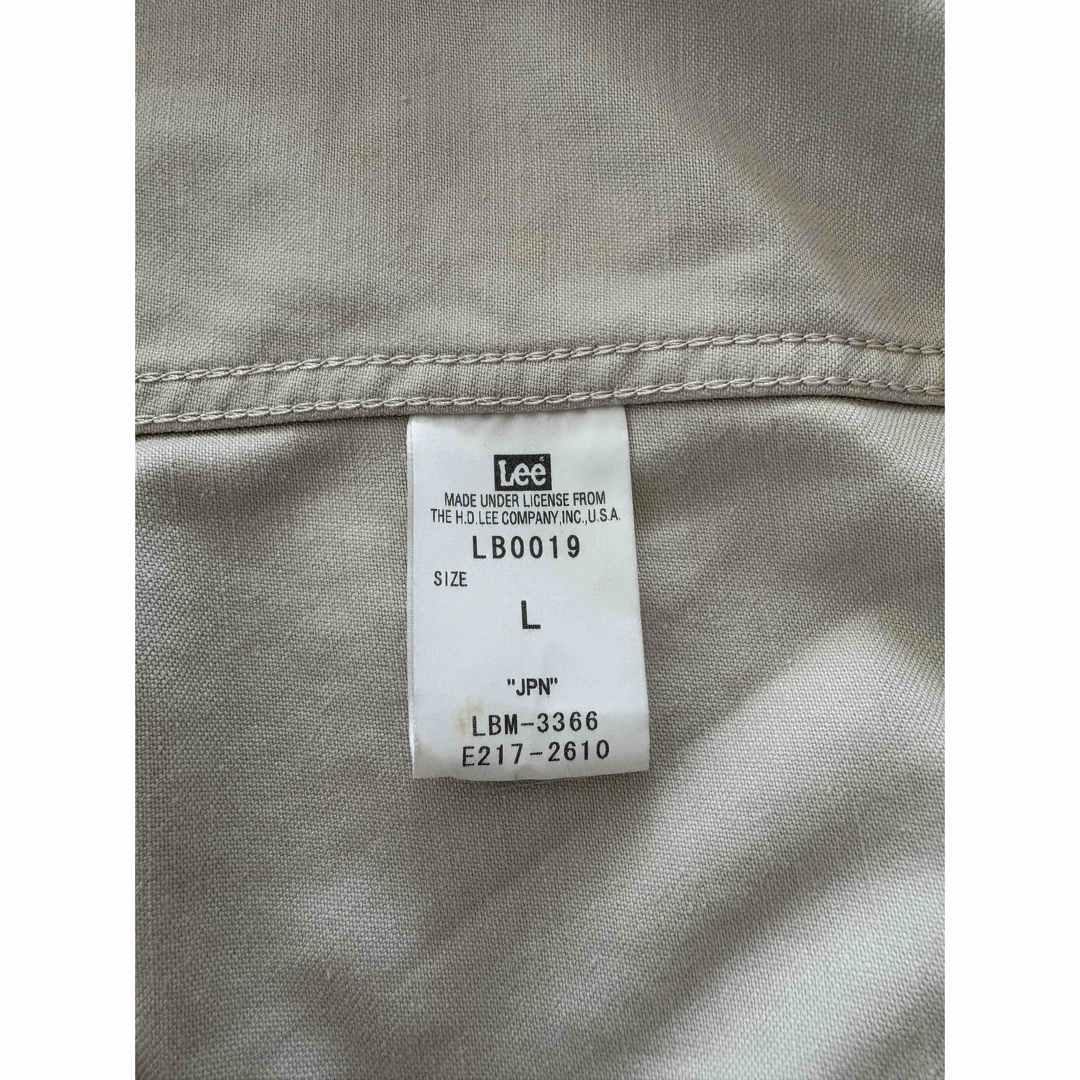 Lee
MADE UNDER LICENSE FROM
THE H.D.LEE COMPANY,INC.,U.S.A.
LB0019
SIZE
L
"JPN"
LBM-3366
E217-2610